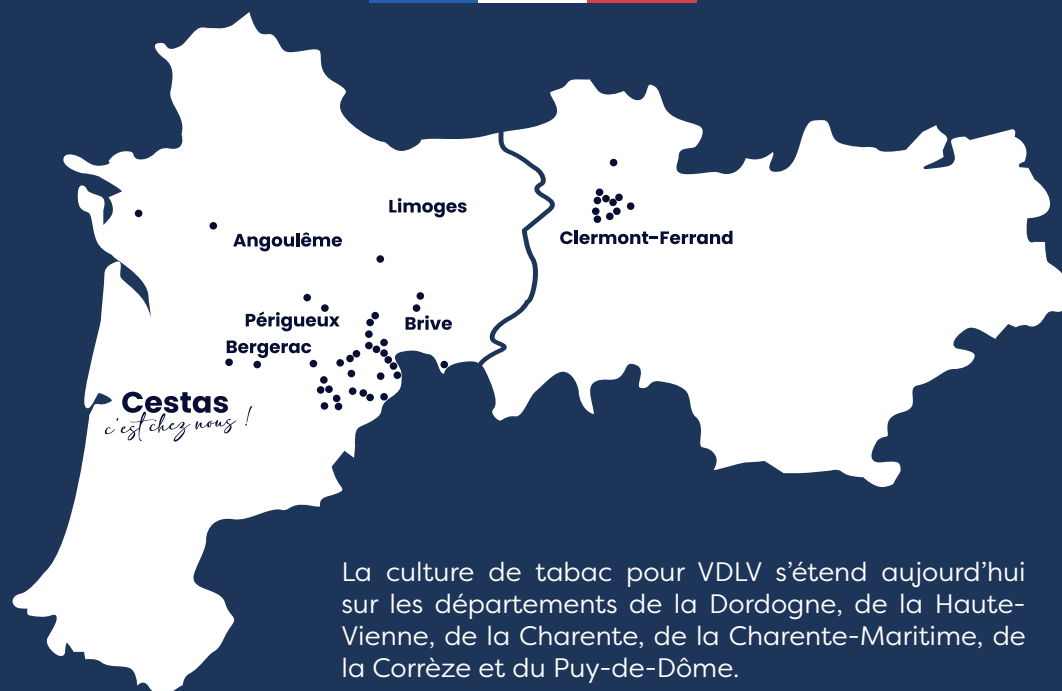 Limoges
Angoulême
Clermont-Ferrand
Périgueux
Brive
Bergerac
Cestas
c'est chez nous !
La culture de tabac pour VDLV s'étend aujourd'hui
sur les départements de la Dordogne, de la Haute-
Vienne, de la Charente, de la Charente-Maritime, de
la Corrèze et du Puy-de-Dôme.